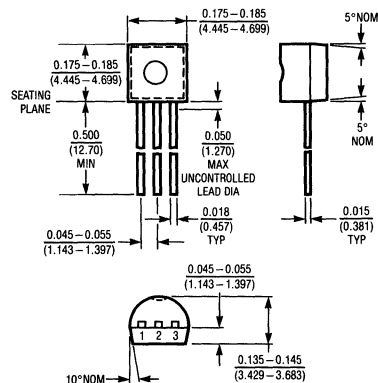 0.175–0.185
(4.445–4.699)
5° NOM
0.175–0.185
(4.445–4.699)
SEATING
PLANE
5°
NOM
0.500
(12.70)
MIN
0.050
(1.270)
MAX
UNCONTROLLED
LEAD DIA
0.018
(0.457)
TYP
0.015
(0.381)
TYP
0.045–0.055
(1.143–1.397)
0.045–0.055
(1.143–1.397)
1 2 3
0.135–0.145
(3.429–3.683)
10° NOM